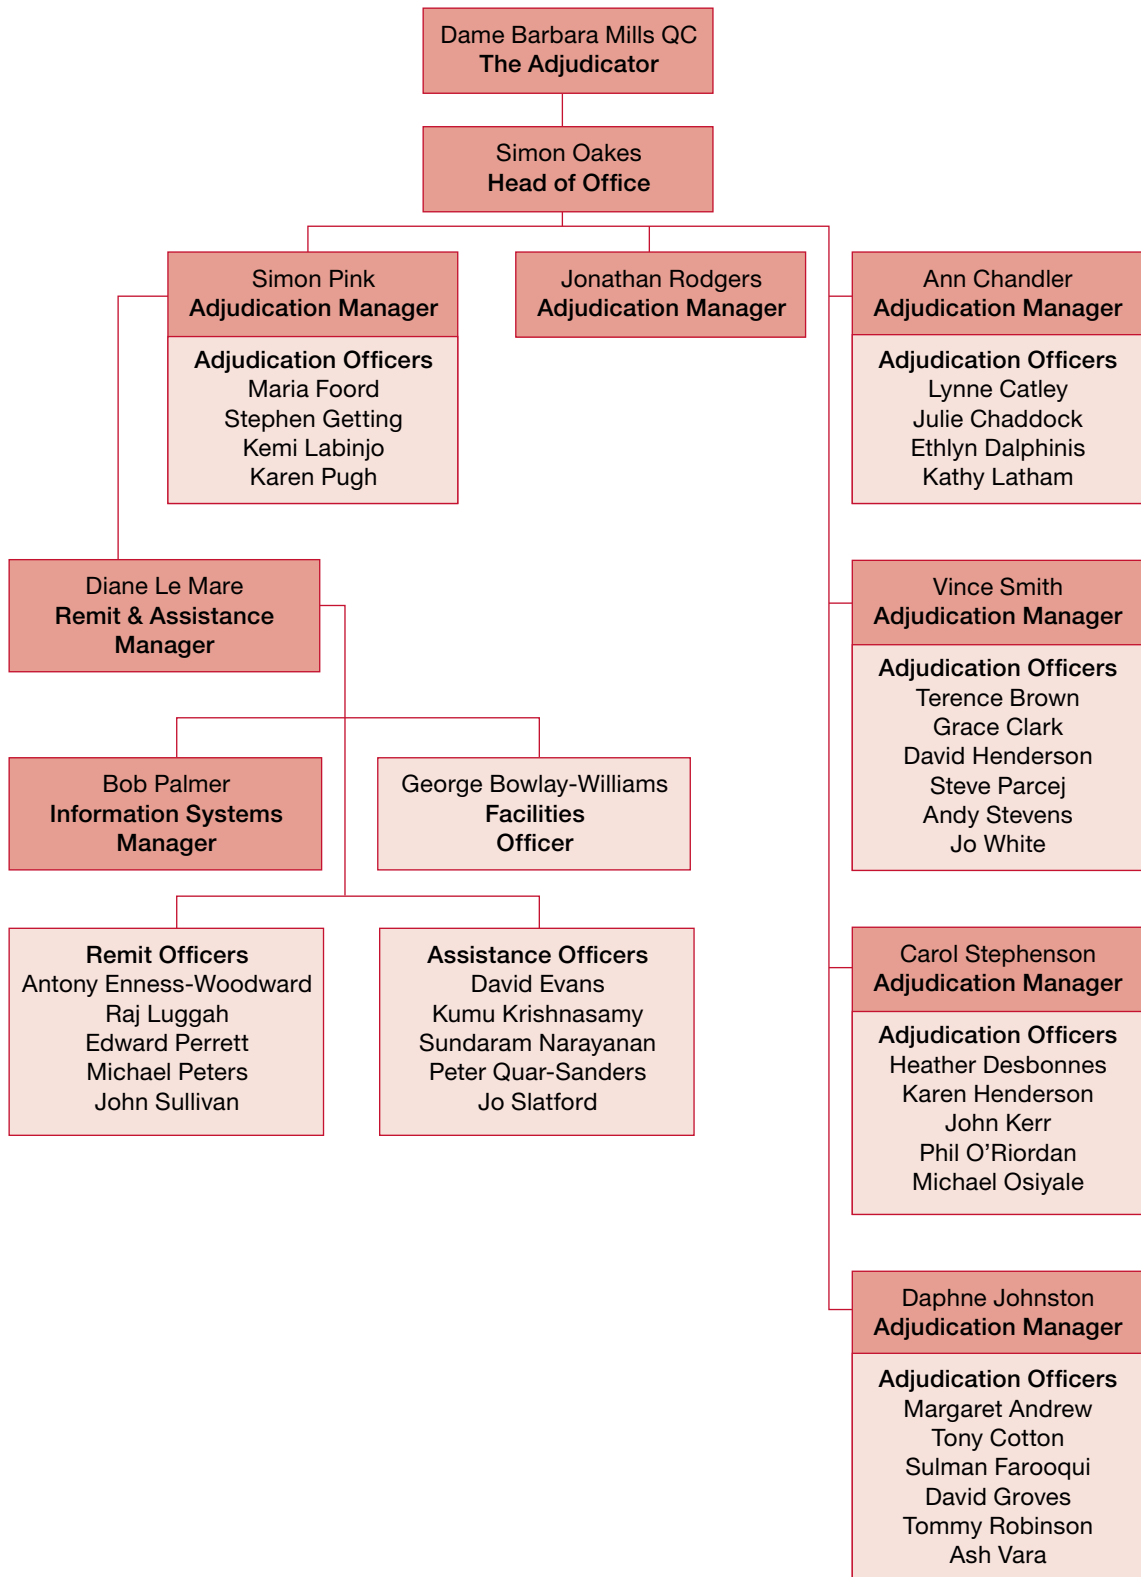 Dame Barbara Mills QC
The Adjudicator
Simon Oakes
Head of Office
Simon Pink
Adjudication Manager
Adjudication Officers
Maria Foord
Stephen Getting
Kemi Labinjo
Karen Pugh
Jonathan Rodgers
Adjudication Manager
Ann Chandler
Adjudication Manager
Adjudication Officers
Lynne Catley
Julie Chaddock
Ethlyn Dalphinis
Kathy Latham
Diane Le Mare
Remit & Assistance
Manager
Vince Smith
Adjudication Manager
Adjudication Officers
Terence Brown
Grace Clark
David Henderson
Steve Parcej
Andy Stevens
Jo White
Bob Palmer
Information Systems
Manager
George Bowlay-Williams
Facilities
Officer
Remit Officers
Antony Enness-Woodward
Raj Luggah
Edward Perrett
Michael Peters
John Sullivan
Assistance Officers
David Evans
Kumu Krishnasamy
Sundaram Narayanan
Peter Quar-Sanders
Jo Slatford
Carol Stephenson
Adjudication Manager
Adjudication Officers
Heather Desbonnes
Karen Henderson
John Kerr
Phil O’Riordan
Michael Osiyale
Daphne Johnston
Adjudication Manager
Adjudication Officers
Margaret Andrew
Tony Cotton
Sulman Farooqui
David Groves
Tommy Robinson
Ash Vara